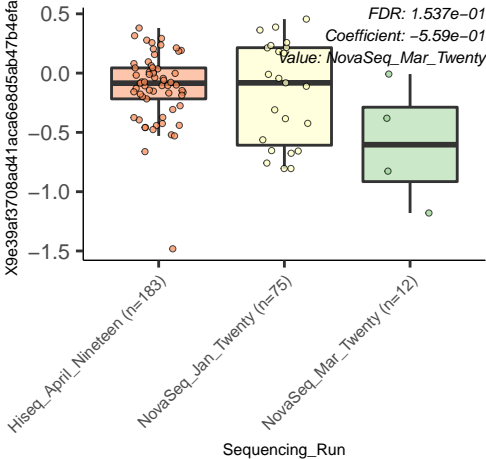 FDR: 1.537e−01
Coefficient: −5.59e−01
Value: NovaSeq_Mar_Twenty
X9e39af3708ad41aca6e8d5ab47b4efa
0.5
0.0
−0.5
−1.0
−1.5
Hiseq_April_Nineteen (n=183)
NovaSeq_Jan_Twenty (n=75)
NovaSeq_Mar_Twenty (n=12)
Sequencing_Run